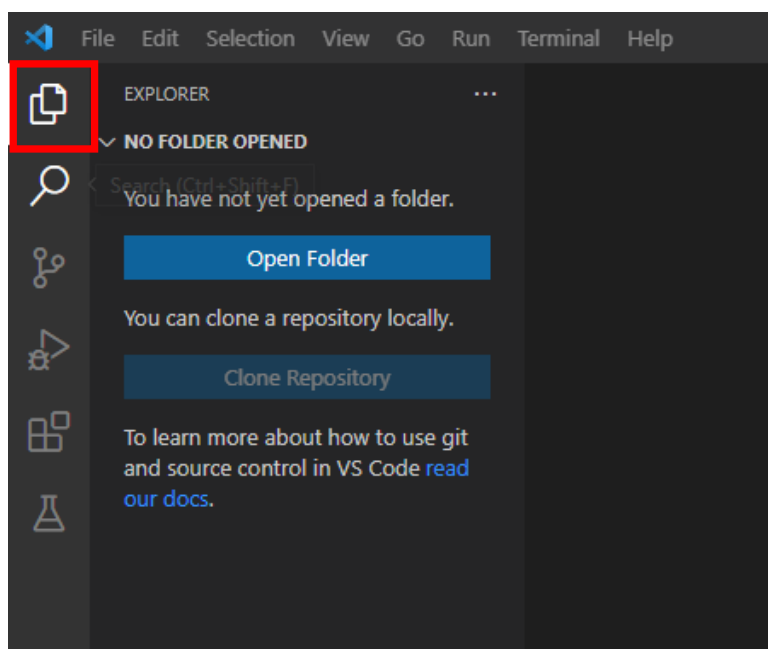 File Edit Selection View Go Run Terminal Help
EXPLORER ...
NO FOLDER OPENED
Search (Ctrl+Shift+F)
You have not yet opened a folder.
Open Folder
You can clone a repository locally.
Clone Repository
To learn more about how to use git
and source control in VS Code read
our docs.